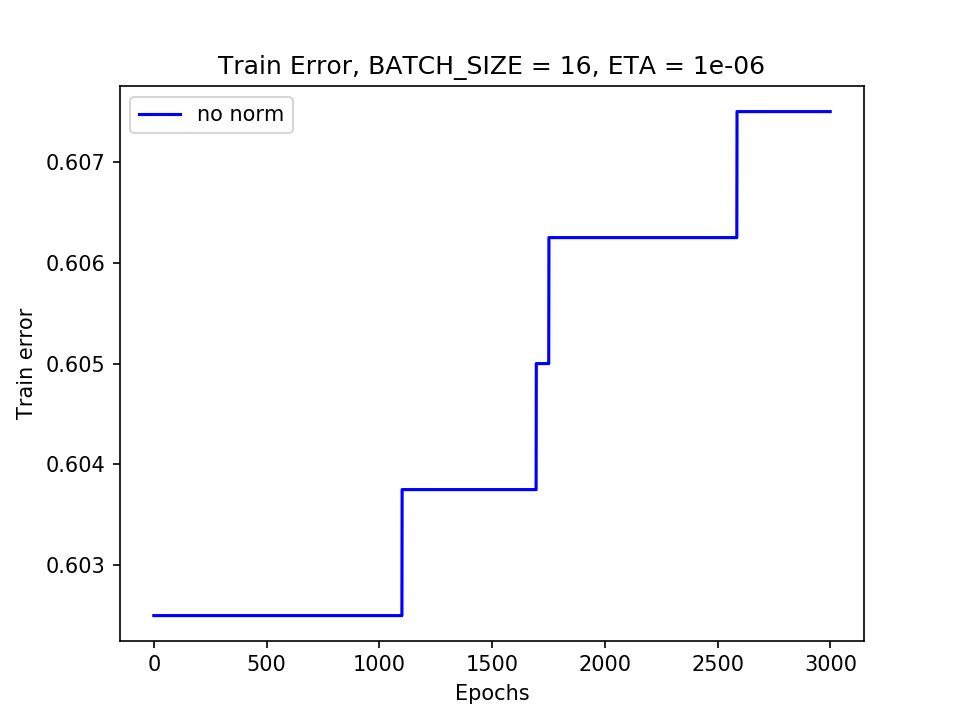 Train Error, BATCH_SIZE = 16, ETA = 1e-06
no norm
0.607
0.606
0.605
0.604
0.603
Train error
0 500 1000 1500 2000 2500 3000
Epochs